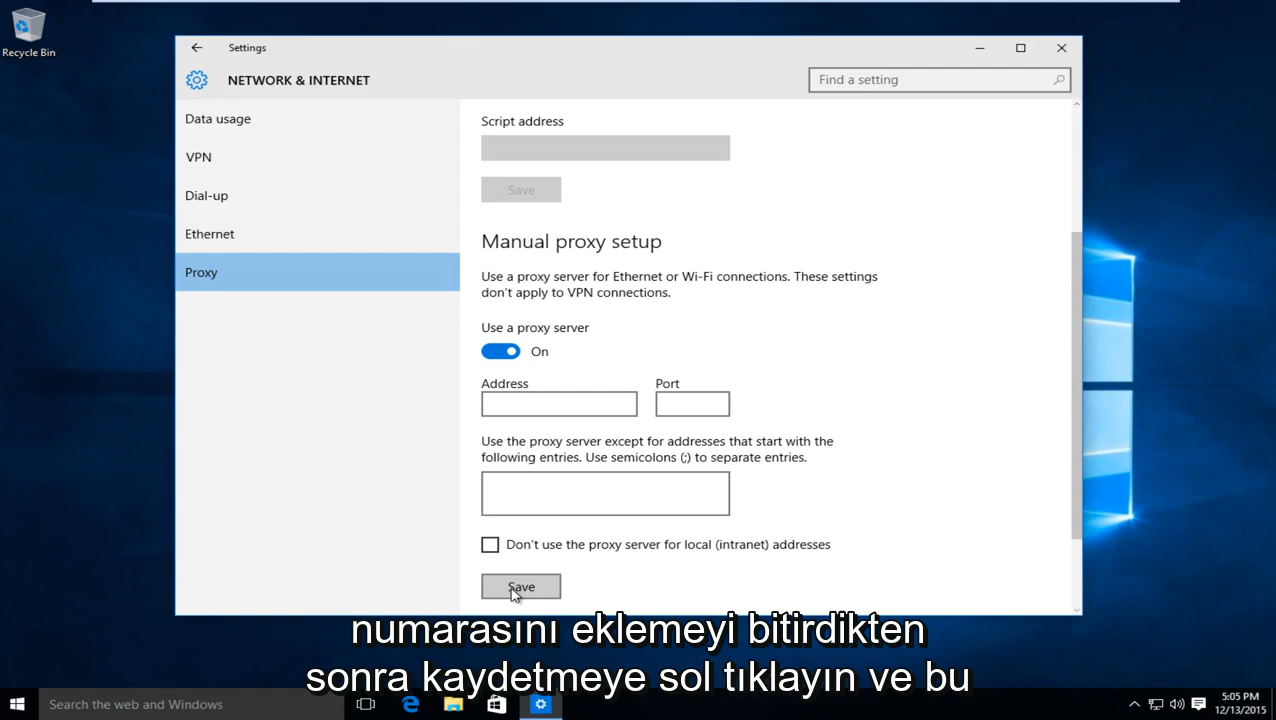 Recycle Bin
Settings
NETWORK & INTERNET
Find a setting
Data usage
VPN
Dial-up
Ethernet
Proxy
Script address
Save
Manual proxy setup
Use a proxy server for Ethernet or Wi-Fi connections. These settings
don't apply to VPN connections.
Use a proxy server
On
Address Port
Use the proxy server except for addresses that start with the
following entries. Use semicolons (;) to separate entries.
Don't use the proxy server for local (intranet) addresses
Save
numarasını eklemeyi bitirdikten
sonra kaydetmeye sol tıklayın ve bu
Search the web and Windows
5:05 PM
12/13/2015